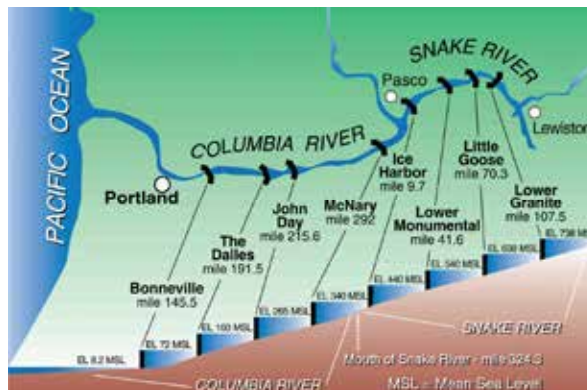 PACIFIC OCEAN
SNAKE RIVER
Pasco
Lewiston
COLUMBIA RIVER
Portland
Ice
Harbor
mile 9.7
Little
Goose
mile 70.3
McNary
mile 292
John
Day
mile 215.6
Lower
Granite
mile 107.5
Lower
Monumental
mile 41.6
The
Dalles
mile 191.5
Bonneville
mile 145.5
EL 738 MSL
EL 638 MSL
EL 540 MSL
EL 440 MSL
EL 340 MSL
EL 265 MSL
EL 160 MSL
EL 72 MSL
EL 8.2 MSL
SNAKE RIVER
Mouth of Snake River - mile 324.3
COLUMBIA RIVER
MSL = Mean Sea Level